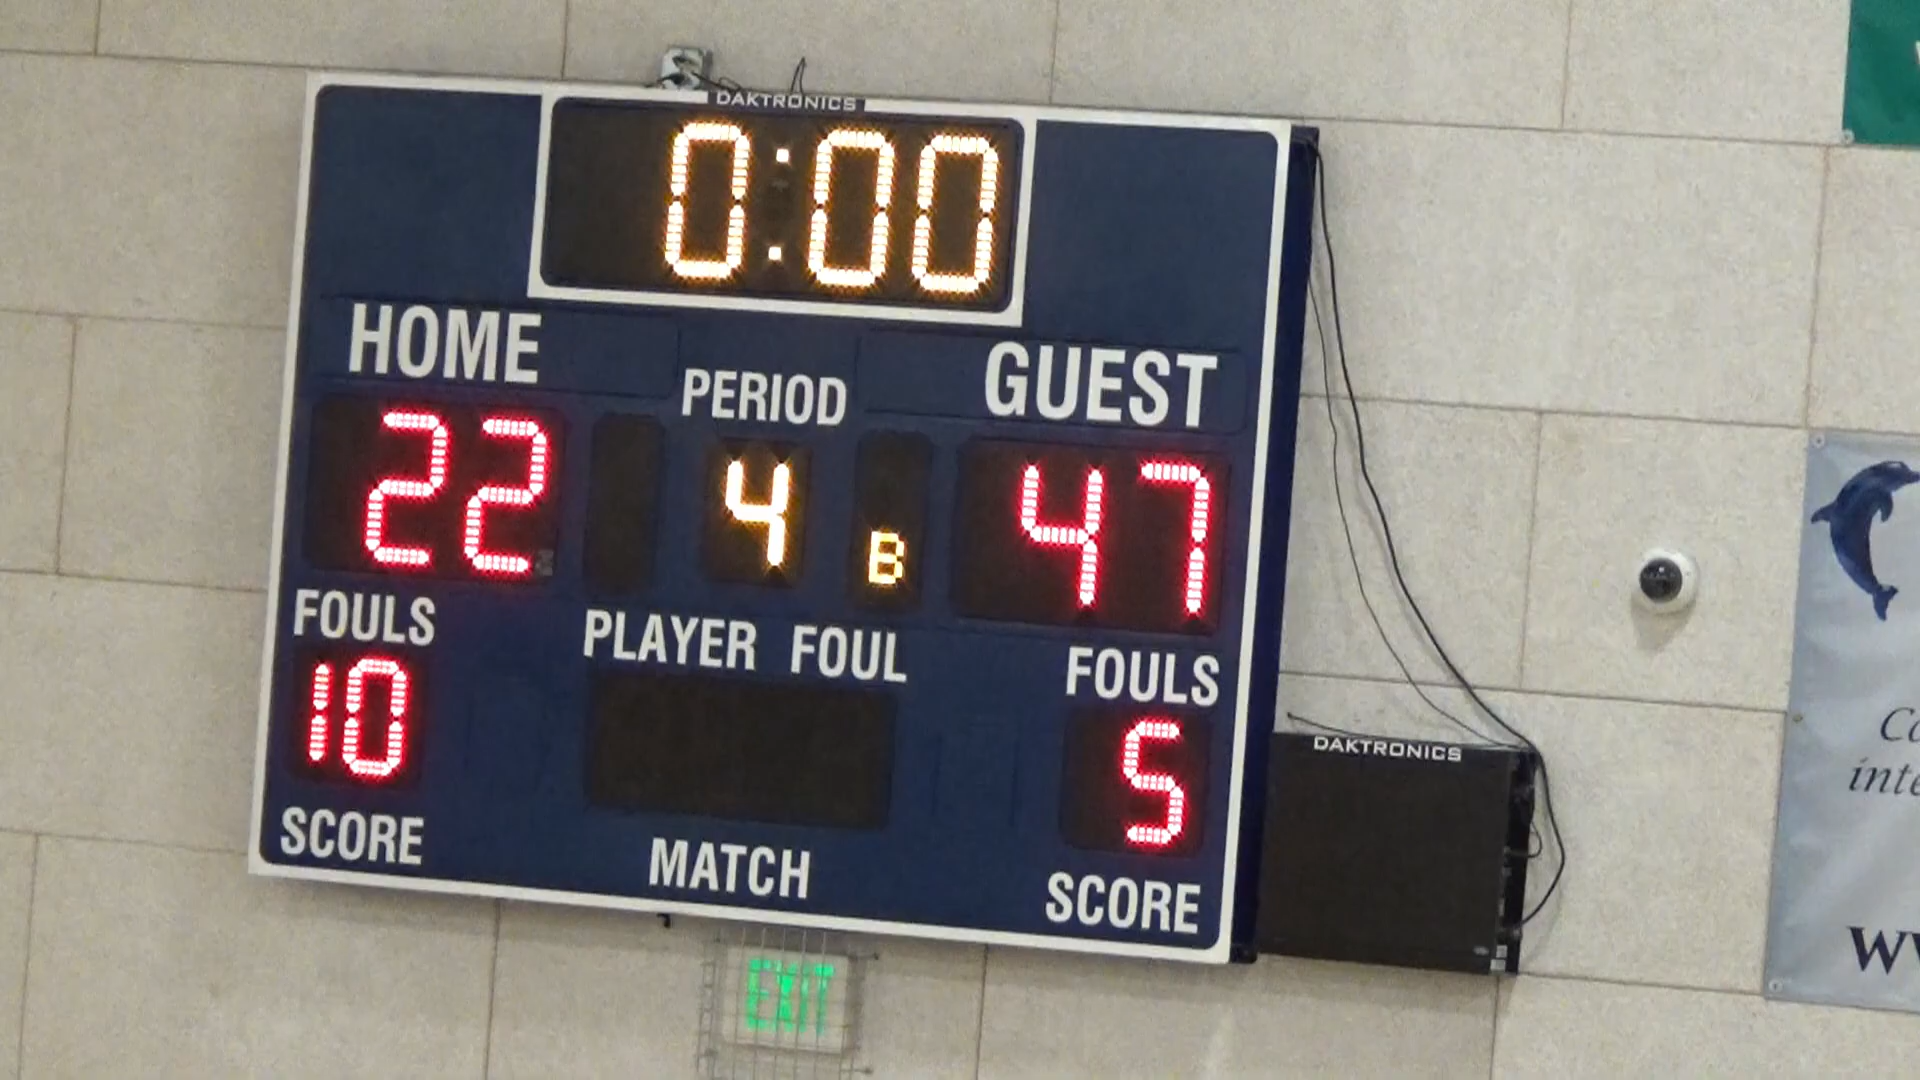 DAKTRONICS
0:00
HOME
PERIOD
GUEST
22
4
B
47
FOULS
PLAYER FOUL
FOULS
10
5
SCORE
MATCH
SCORE
DAKTRONICS
EXIT